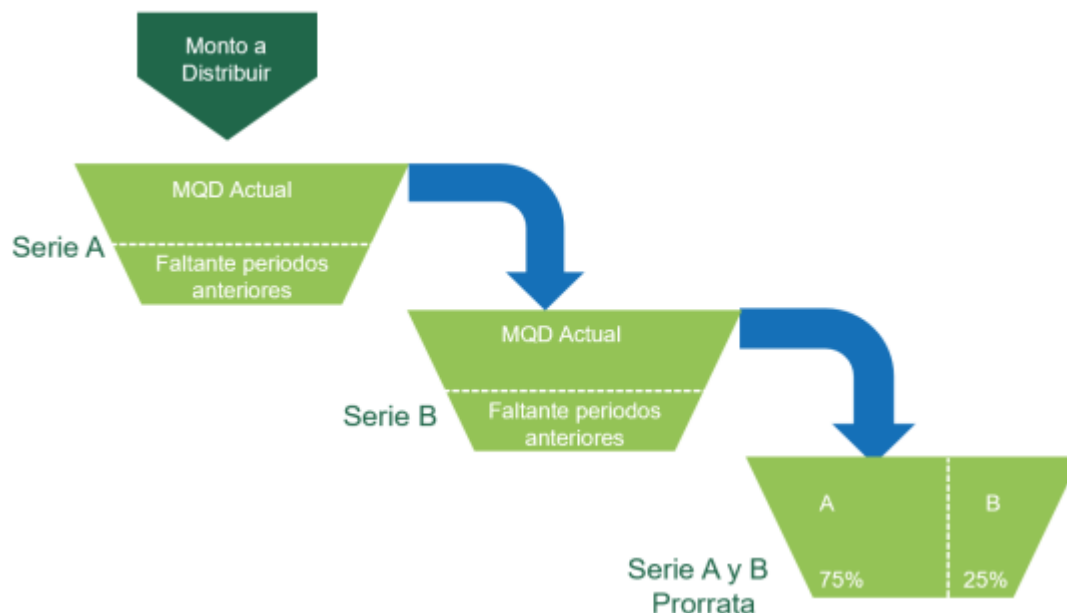 Monto a
Distribuir
MQD Actual
Serie A
Faltante periodos
anteriores
MQD Actual
Serie B
Faltante periodos
anteriores
A
B
75%
25%
Serie A y B
Prorrata